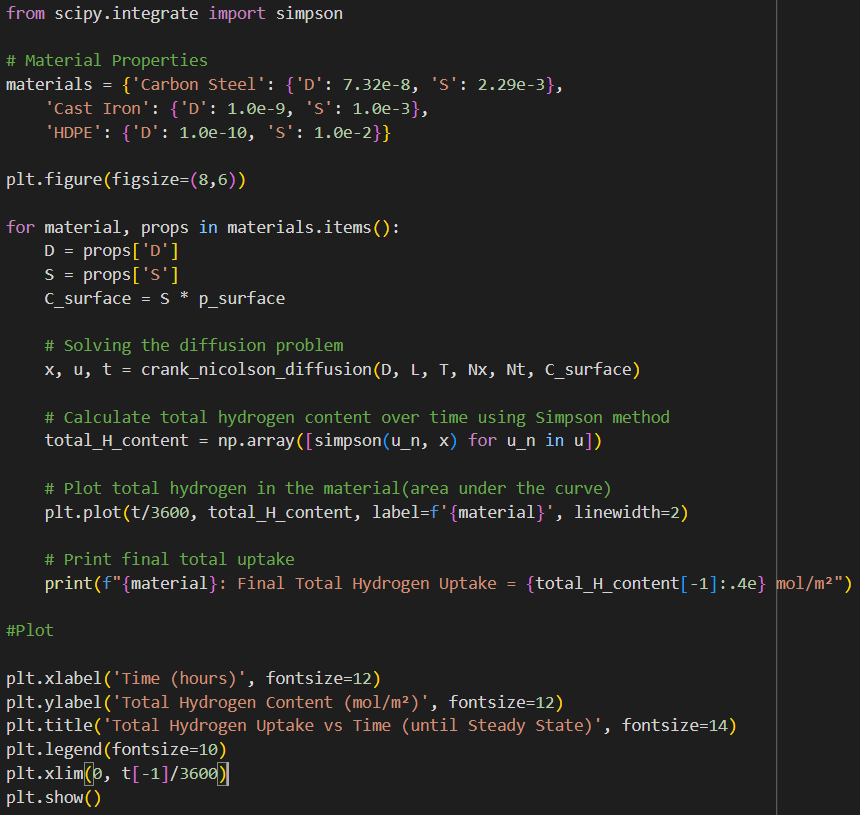 from scipy.integrate import simpson
# Material Properties
materials = {'Carbon Steel': {'D': 7.32e-8, 'S': 2.29e-3},
    'Cast Iron': {'D': 1.0e-9, 'S': 1.0e-3},
    'HDPE': {'D': 1.0e-10, 'S': 1.0e-2}}
plt.figure(figsize=(8,6))
for material, props in materials.items():
    D = props['D']
    S = props['S']
    C_surface = S * p_surface
    # Solving the diffusion problem
    x, u, t = crank_nicolson_diffusion(D, L, T, Nx, Nt, C_surface)
    # Calculate total hydrogen content over time using Simpson method
    total_H_content = np.array([simpson(u_n, x) for u_n in u])
    # Plot total hydrogen in the material(area under the curve)
    plt.plot(t/3600, total_H_content, label=f'{material}', linewidth=2)
    # Print final total uptake
    print(f"{material}: Final Total Hydrogen Uptake = {total_H_content[-1]:.4e} mol/m²")
#Plot
plt.xlabel('Time (hours)', fontsize=12)
plt.ylabel('Total Hydrogen Content (mol/m²)', fontsize=12)
plt.title('Total Hydrogen Uptake vs Time (until Steady State)', fontsize=14)
plt.legend(fontsize=10)
plt.xlim(0, t[-1]/3600)
plt.show()